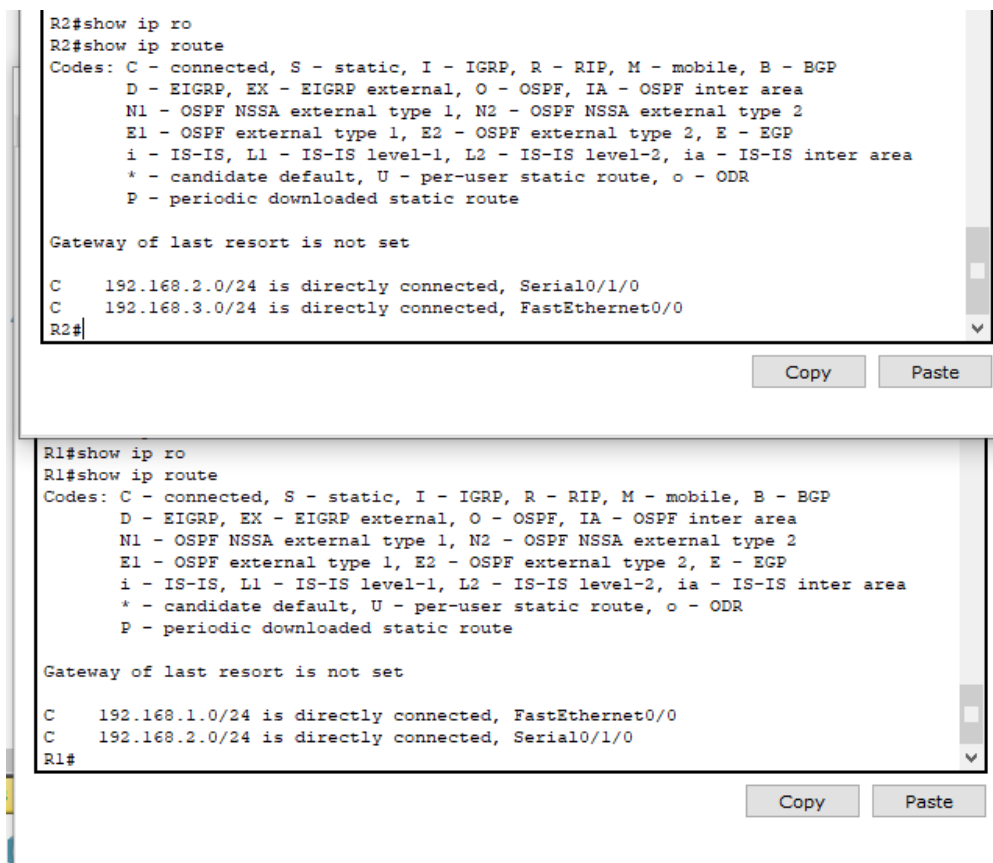 R2#show ip ro
R2#show ip route
Codes: C - connected, S - static, I - IGRP, R - RIP, M - mobile, B - BGP
D - EIGRP, EX - EIGRP external, O - OSPF, IA - OSPF inter area
N1 - OSPF NSSA external type 1, N2 - OSPF NSSA external type 2
E1 - OSPF external type 1, E2 - OSPF external type 2, E - EGP
i - IS-IS, L1 - IS-IS level-1, L2 - IS-IS level-2, ia - IS-IS inter area
* - candidate default, U - per-user static route, o - ODR
P - periodic downloaded static route
Gateway of last resort is not set
C 192.168.2.0/24 is directly connected, Serial0/1/0
C 192.168.3.0/24 is directly connected, FastEthernet0/0
R2#
Copy Paste
R1#show ip ro
R1#show ip route
Codes: C - connected, S - static, I - IGRP, R - RIP, M - mobile, B - BGP
D - EIGRP, EX - EIGRP external, O - OSPF, IA - OSPF inter area
N1 - OSPF NSSA external type 1, N2 - OSPF NSSA external type 2
E1 - OSPF external type 1, E2 - OSPF external type 2, E - EGP
i - IS-IS, L1 - IS-IS level-1, L2 - IS-IS level-2, ia - IS-IS inter area
* - candidate default, U - per-user static route, o - ODR
P - periodic downloaded static route
Gateway of last resort is not set
C 192.168.1.0/24 is directly connected, FastEthernet0/0
C 192.168.2.0/24 is directly connected, Serial0/1/0
R1#
Copy Paste